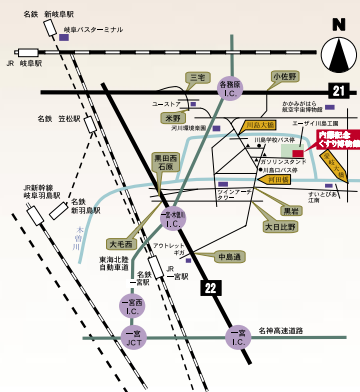 名鉄 新岐阜駅
岐阜バスターミナル
N
JR 岐阜駅
三宅
各務原
I.C.
小佐野
21
ユーストア
かかみがはら
航空宇宙博物館
名鉄 笠松駅
米野
河川環境楽園
川島大橋
エーザイ川島工園
川島学校バス停
内藤記念
くすり博物館
黒田西
石原
ガソリンスタンド
川島口バス停
JR新幹線
岐阜羽島駅
名鉄
新羽島駅
ツインアーチ
タワー
河田橋
すいとぴあ
江南
木曽川
一宮・木曽川
I.C.
黒岩
大日比野
大毛西
アウトレット
ギガ
中島通
東海北陸
自動車道
名鉄
一宮駅
JR
一宮駅
22
一宮西
I.C.
一宮
JCT
一宮
I.C.
名神高速道路